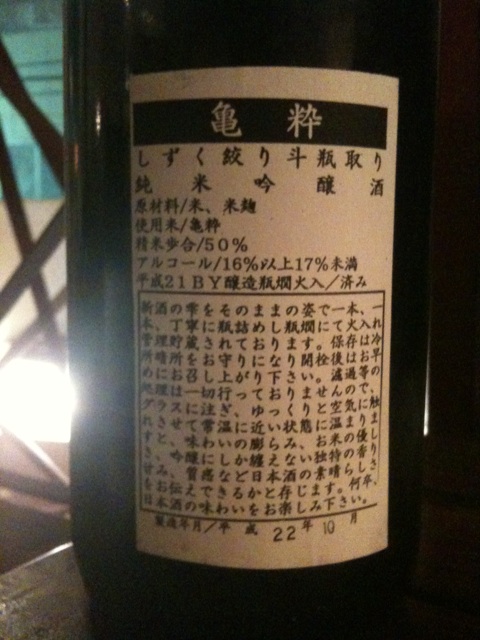 亀粋
しずく絞り斗瓶取り
純米吟醸酒
原材料/米、米麹
使用米/亀粋
精米歩合/50%
アルコール/16%以上17%未満
平成21BY醸造瓶燗火入/済み
新酒の雫をそのままの姿で一本、一
本、丁寧に瓶詰めし瓶燗にて火入れ
管理貯蔵されております。保存は冷
所暗所をお守りになり開栓後はお早
めにお召し上がり下さい。濾過等の
処理は一切行っておりませんので、
グラスに注ぎ、ゆっくりと空気に触
れさせて常温に近い状態に温まりま
すと、味わいの膨らみ、お米の優し
さ、吟醸にしか纏えない独特の香り
甘み、質感など日本酒の素晴らしさ
をお伝えできるかと存じます。何卒、
日本酒の味わいをお楽しみ下さい。
製造年月/平成22年10月